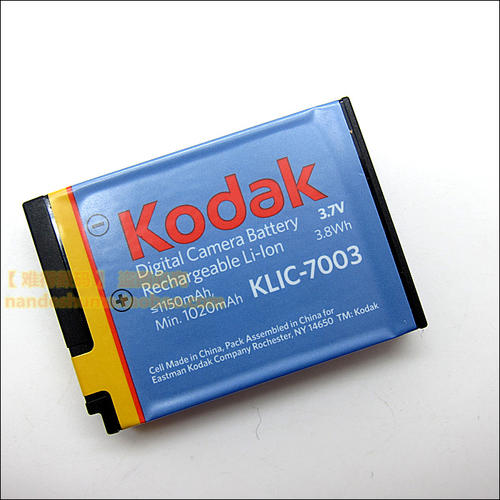 Kodak
Digital Camera Battery 3.7V
Rechargeable Li-Ion 3.8Wh
≤1150mAh,
Min. 1020mAh KLIC-7003
Cell Made in China, Pack Assembled in China for
Eastman Kodak Company Rochester, NY 14650 TM: Kodak